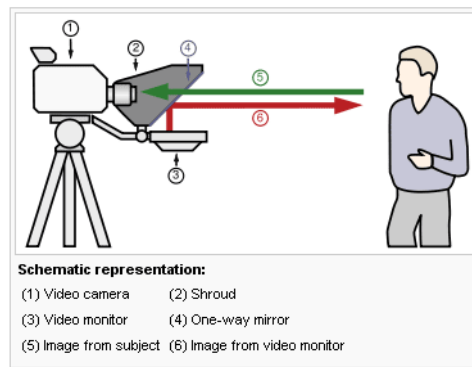 ①
②
④
⑤
⑥
③
Schematic representation:
(1) Video camera (2) Shroud
(3) Video monitor (4) One-way mirror
(5) Image from subject (6) Image from video monitor